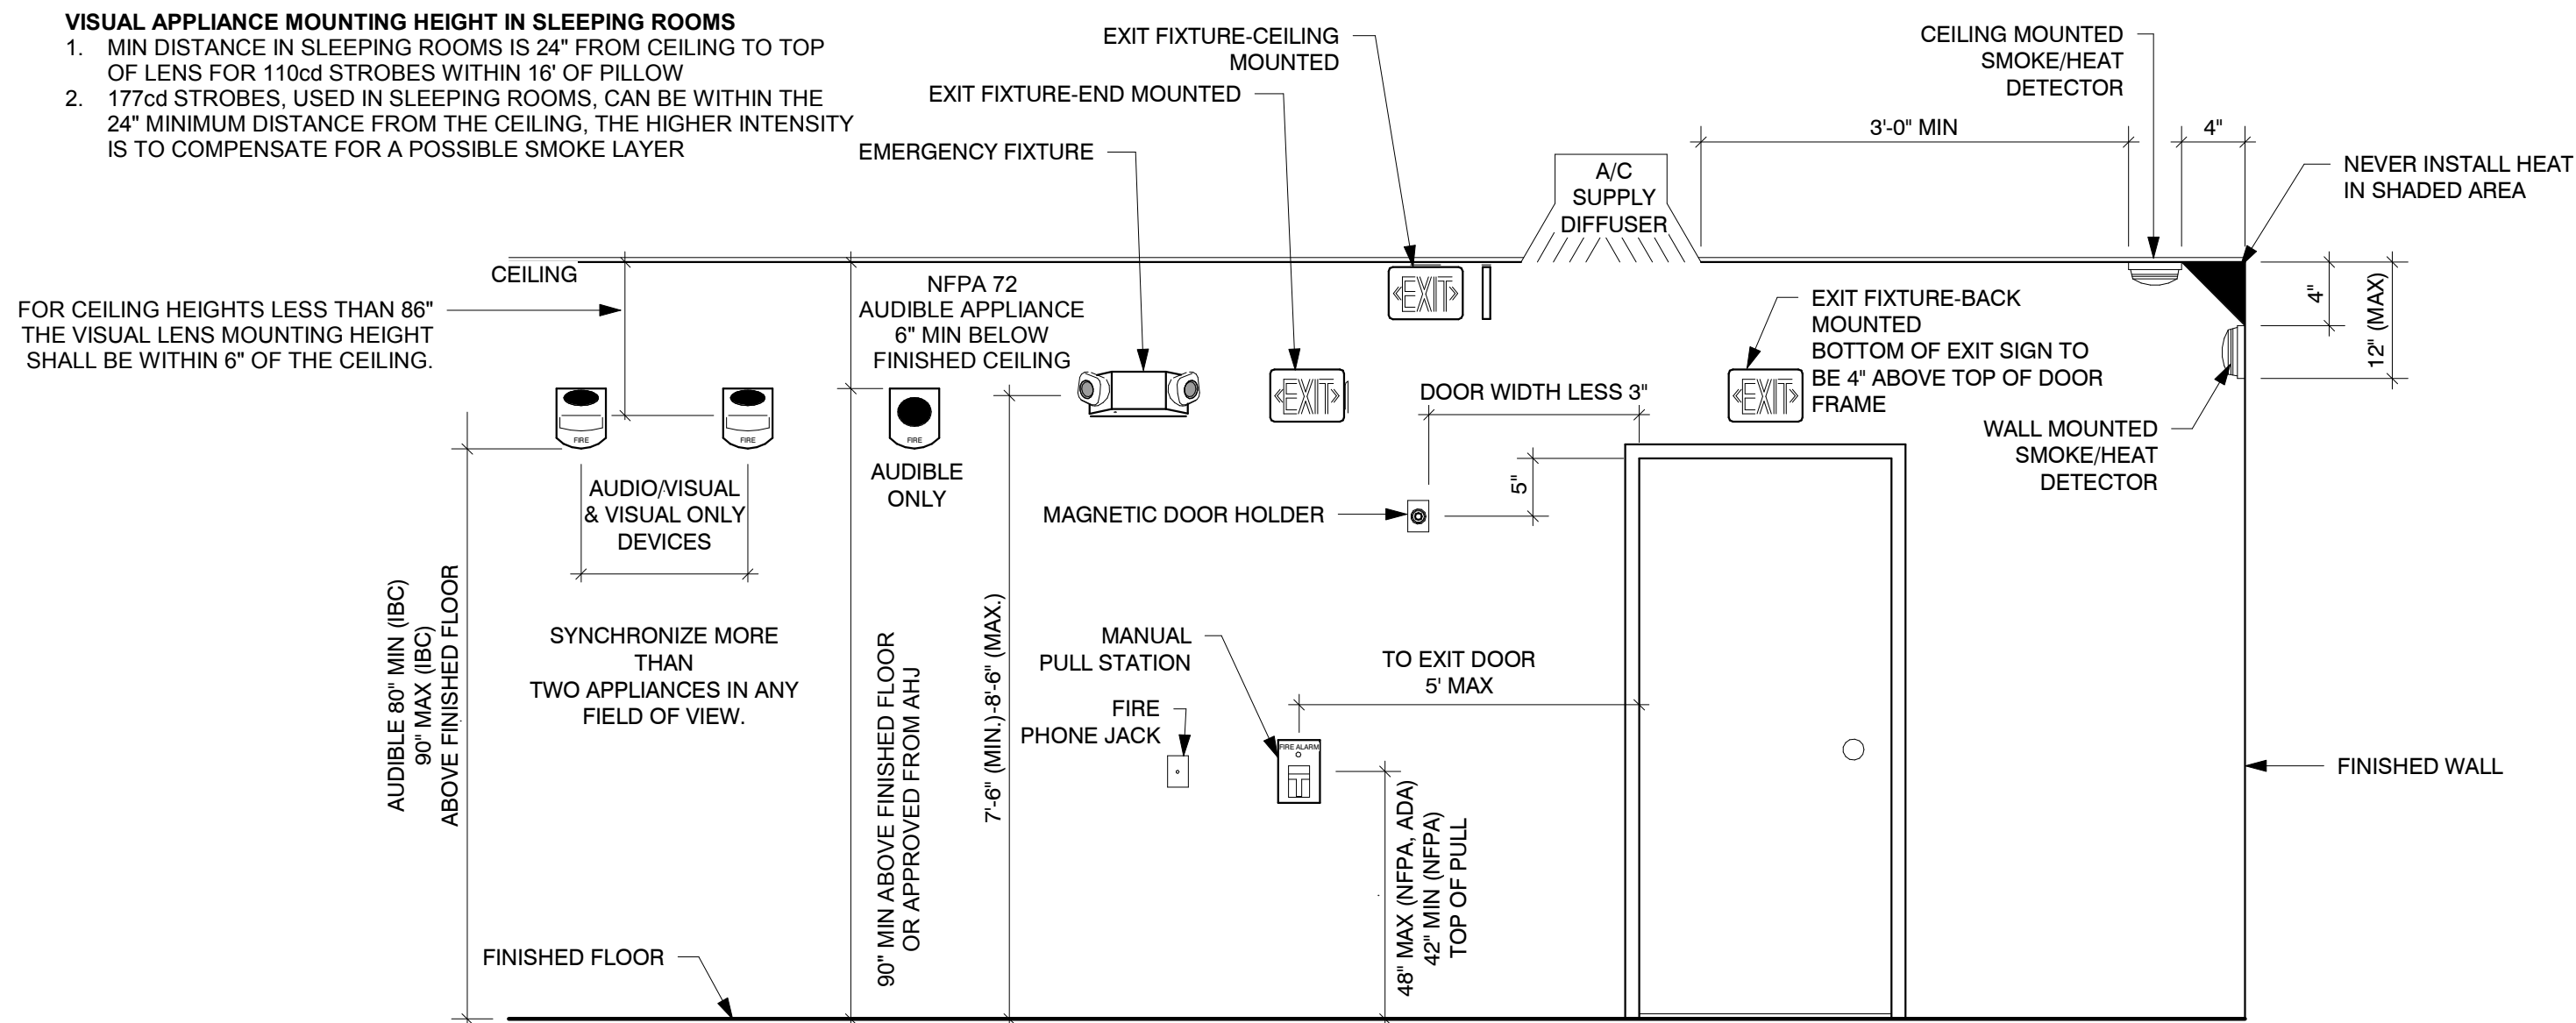 VISUAL APPLIANCE MOUNTING HEIGHT IN SLEEPING ROOMS
1. MIN DISTANCE IN SLEEPING ROOMS IS 24" FROM CEILING TO TOP
OF LENS FOR 110cd STROBES WITHIN 16' OF PILLOW
2. 177cd STROBES, USED IN SLEEPING ROOMS, CAN BE WITHIN THE
24" MINIMUM DISTANCE FROM THE CEILING, THE HIGHER INTENSITY
IS TO COMPENSATE FOR A POSSIBLE SMOKE LAYER
EXIT FIXTURE-CEILING
MOUNTED
EXIT FIXTURE-END MOUNTED
EMERGENCY FIXTURE
A/C
SUPPLY
DIFFUSER
CEILING MOUNTED
SMOKE/HEAT
DETECTOR
3'-0" MIN
4"
NEVER INSTALL HEAT
IN SHADED AREA
CEILING
FOR CEILING HEIGHTS LESS THAN 86"
THE VISUAL LENS MOUNTING HEIGHT
SHALL BE WITHIN 6" OF THE CEILING.
NFPA 72
AUDIBLE APPLIANCE
6" MIN BELOW
FINISHED CEILING
EXIT
EXIT
EXIT
EXIT FIXTURE-BACK
MOUNTED
BOTTOM OF EXIT SIGN TO
BE 4" ABOVE TOP OF DOOR
FRAME
4"
12" (MAX)
DOOR WIDTH LESS 3"
WALL MOUNTED
SMOKE/HEAT
DETECTOR
FIRE
FIRE
FIRE
AUDIO/VISUAL
& VISUAL ONLY
DEVICES
AUDIBLE
ONLY
MAGNETIC DOOR HOLDER
5"
AUDIBLE 80" MIN (IBC)
90" MAX (IBC)
ABOVE FINISHED FLOOR
SYNCHRONIZE MORE
THAN
TWO APPLIANCES IN ANY
FIELD OF VIEW.
90" MIN ABOVE FINISHED FLOOR
OR APPROVED FROM AHJ
7'-6" (MIN.)-8'-6" (MAX.)
MANUAL
PULL STATION
FIRE
PHONE JACK
TO EXIT DOOR
5' MAX
FIRE ALARM
48" MAX (NFPA, ADA)
42" MIN (NFPA)
TOP OF PULL
FINISHED WALL
FINISHED FLOOR